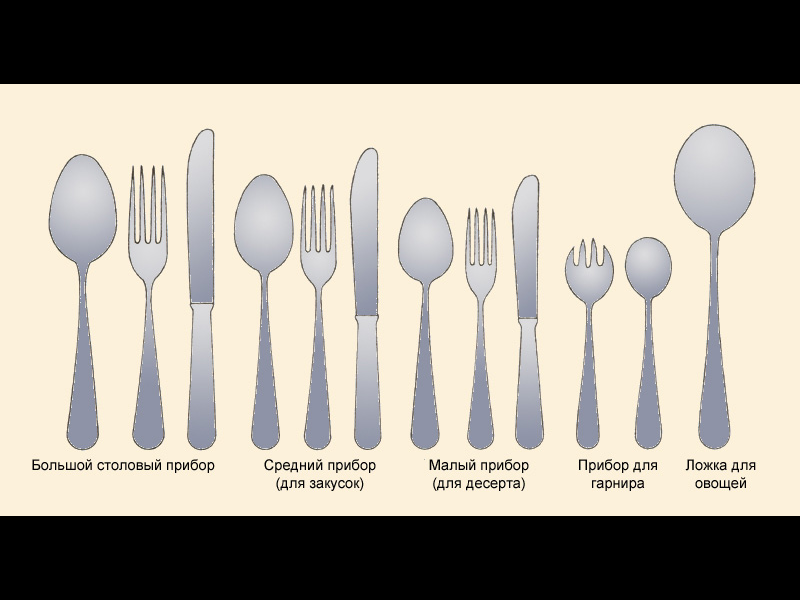 Большой столовый прибор
Средний прибор
(для закусок)
Малый прибор
(для десерта)
Прибор для
гарнира
Ложка для
овощей